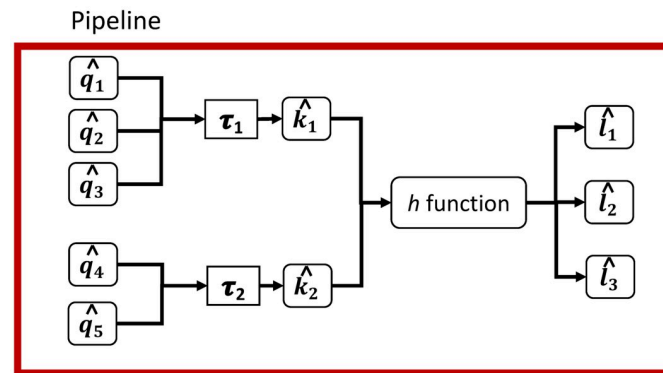 Pipeline
q̂₁
q̂₂
q̂₃
τ₁
k̂₁
q̂₄
q̂₅
τ₂
k̂₂
h function
l̂₁
l̂₂
l̂₃